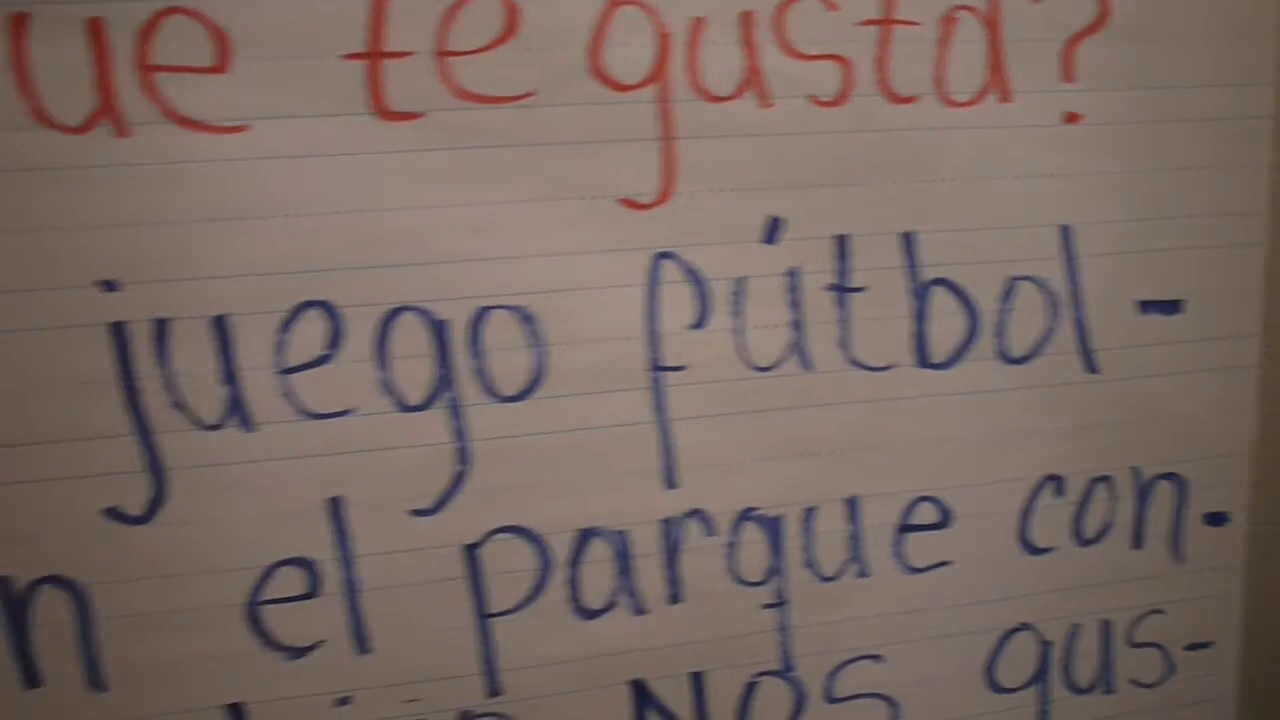 ue te gusta?
juego fútbol-
n el parque con.
Nos gus-